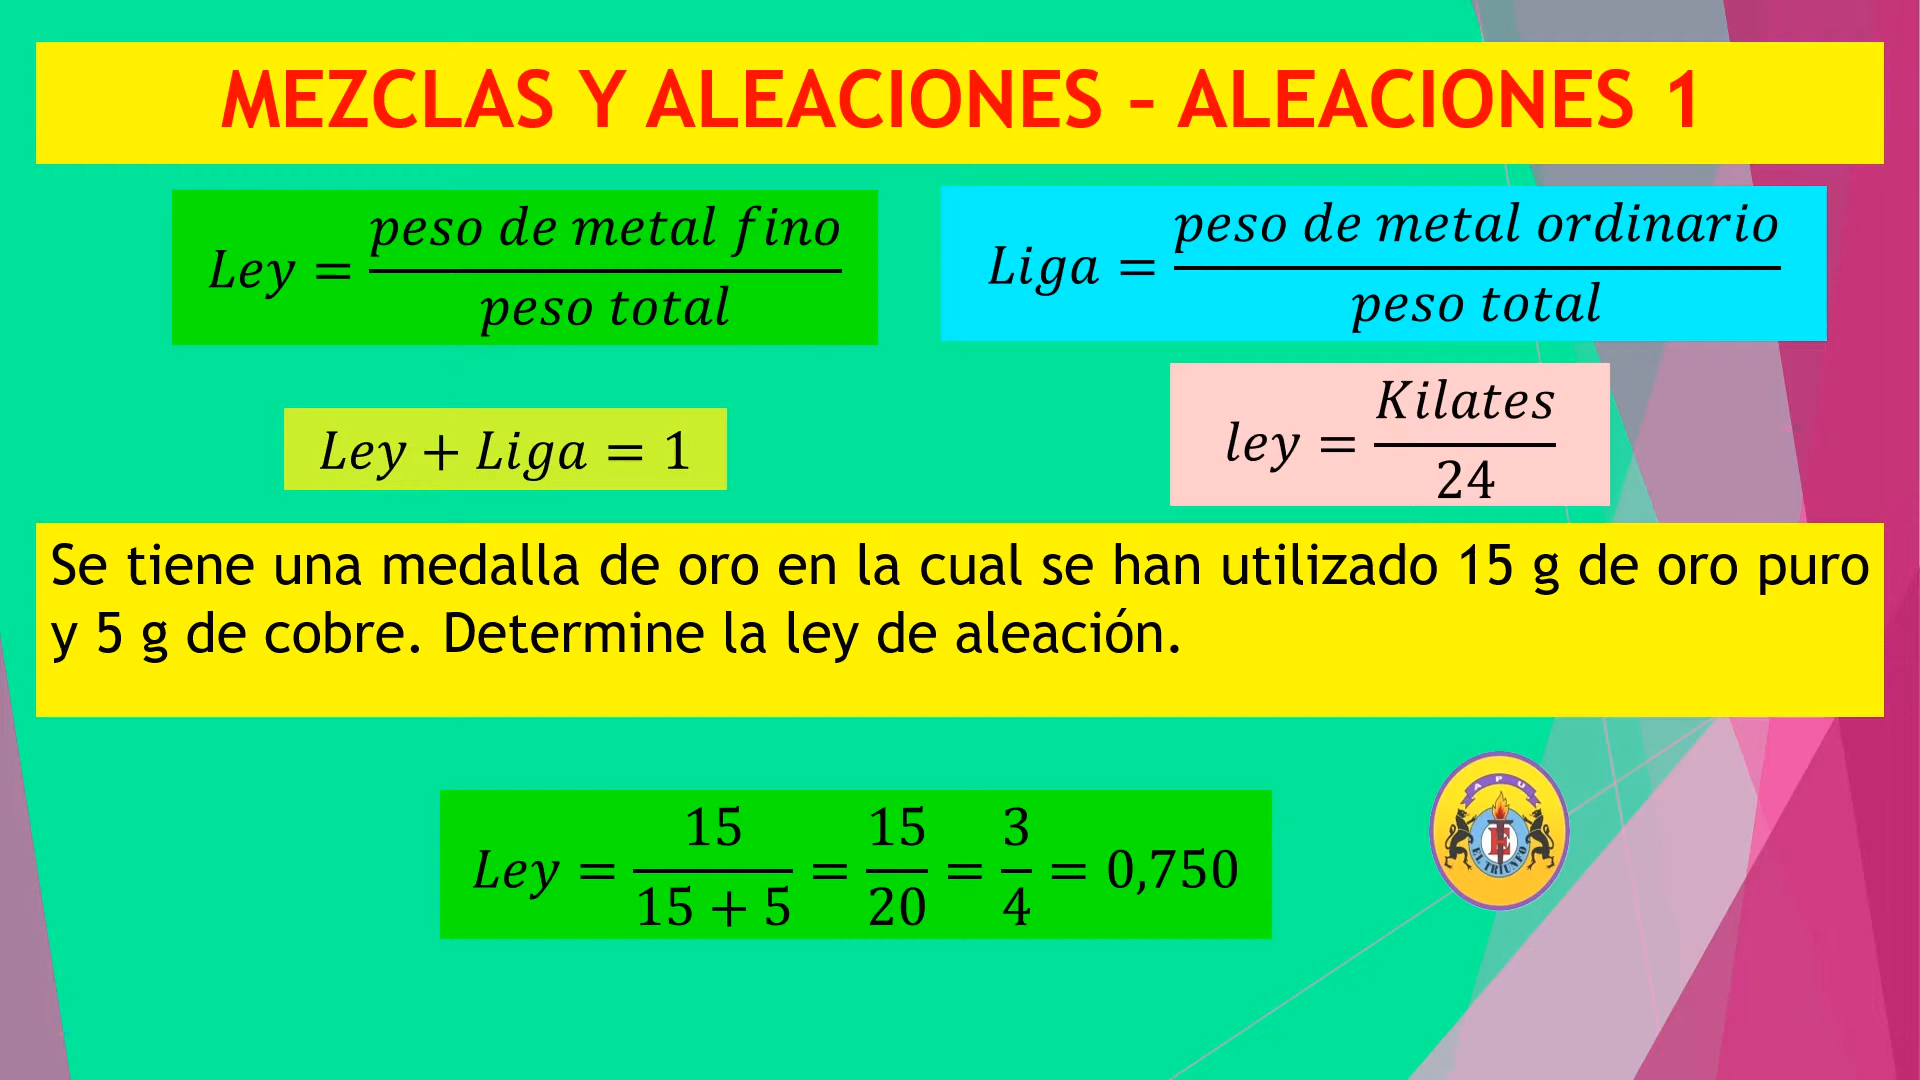 MEZCLAS Y ALEACIONES – ALEACIONES 1
Ley = peso de metal fino / peso total
Liga = peso de metal ordinario / peso total
Ley + Liga = 1
ley = Kilates / 24
Se tiene una medalla de oro en la cual se han utilizado 15 g de oro puro
y 5 g de cobre. Determine la ley de aleación.
Ley = 15 / 15 + 5 = 15 / 20 = 3 / 4 = 0,750
A P U
E
EL TRIUNFO